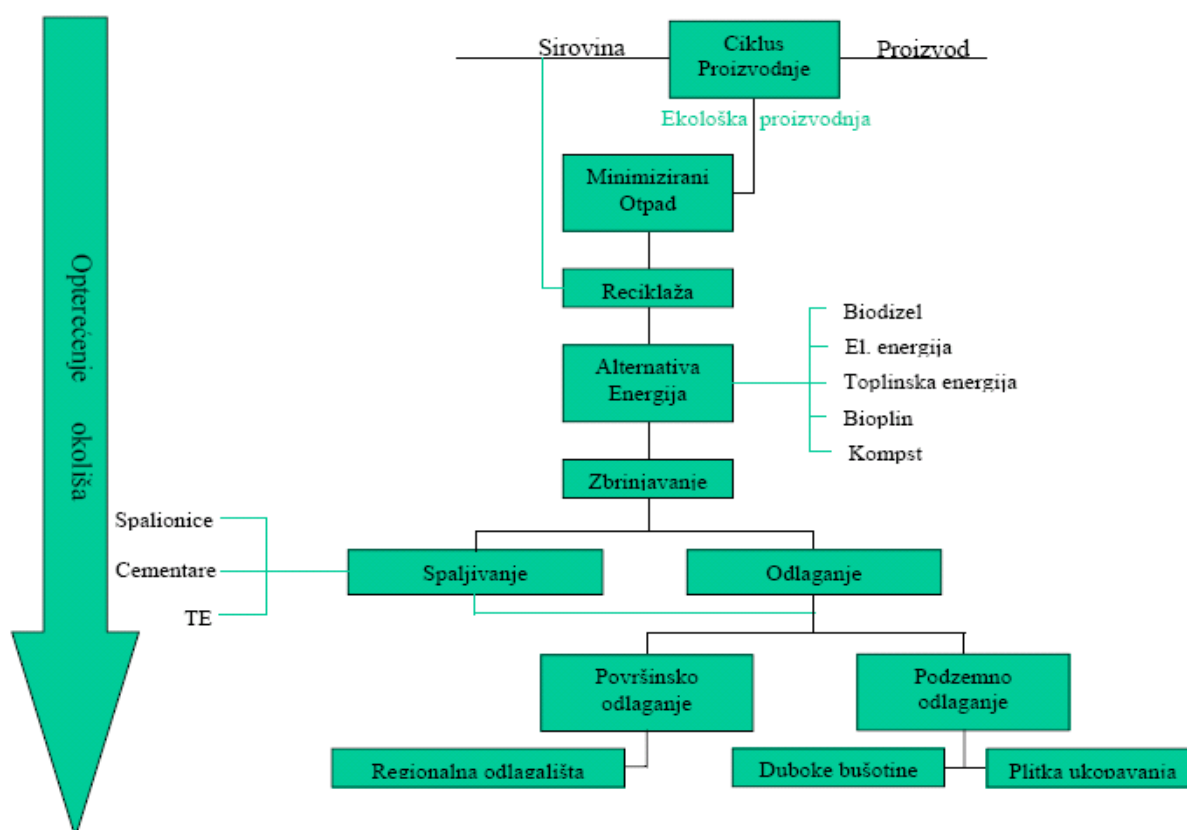 Sirovina
Ciklus
Proizvodnje
Proizvod
Ekološka proizvodnja
Minimizirani
Otpad
Reciklaža
Alternativa
Energija
Biodizel
El. energija
Toplinska energija
Bioplin
Kompst
Zbrinjavanje
Opterećenje okoliša
Spalionice
Cementare
TE
Spaljivanje
Odlaganje
Površinsko
odlaganje
Podzemno
odlaganje
Regionalna odlagališta
Duboke bušotine
Plitka ukopavanja